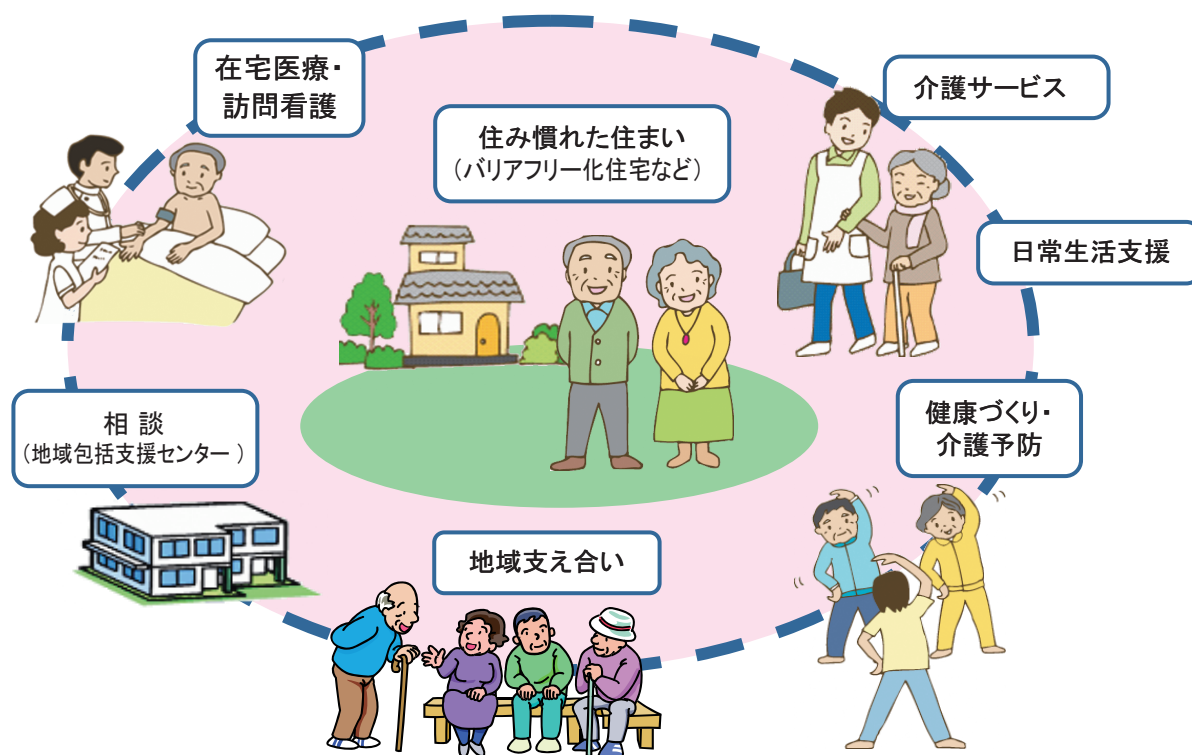 在宅医療・
訪問看護
介護サービス
住み慣れた住まい
（バリアフリー化住宅など）
日常生活支援
相 談
（地域包括支援センター ）
健康づくり・
介護予防
地域支え合い